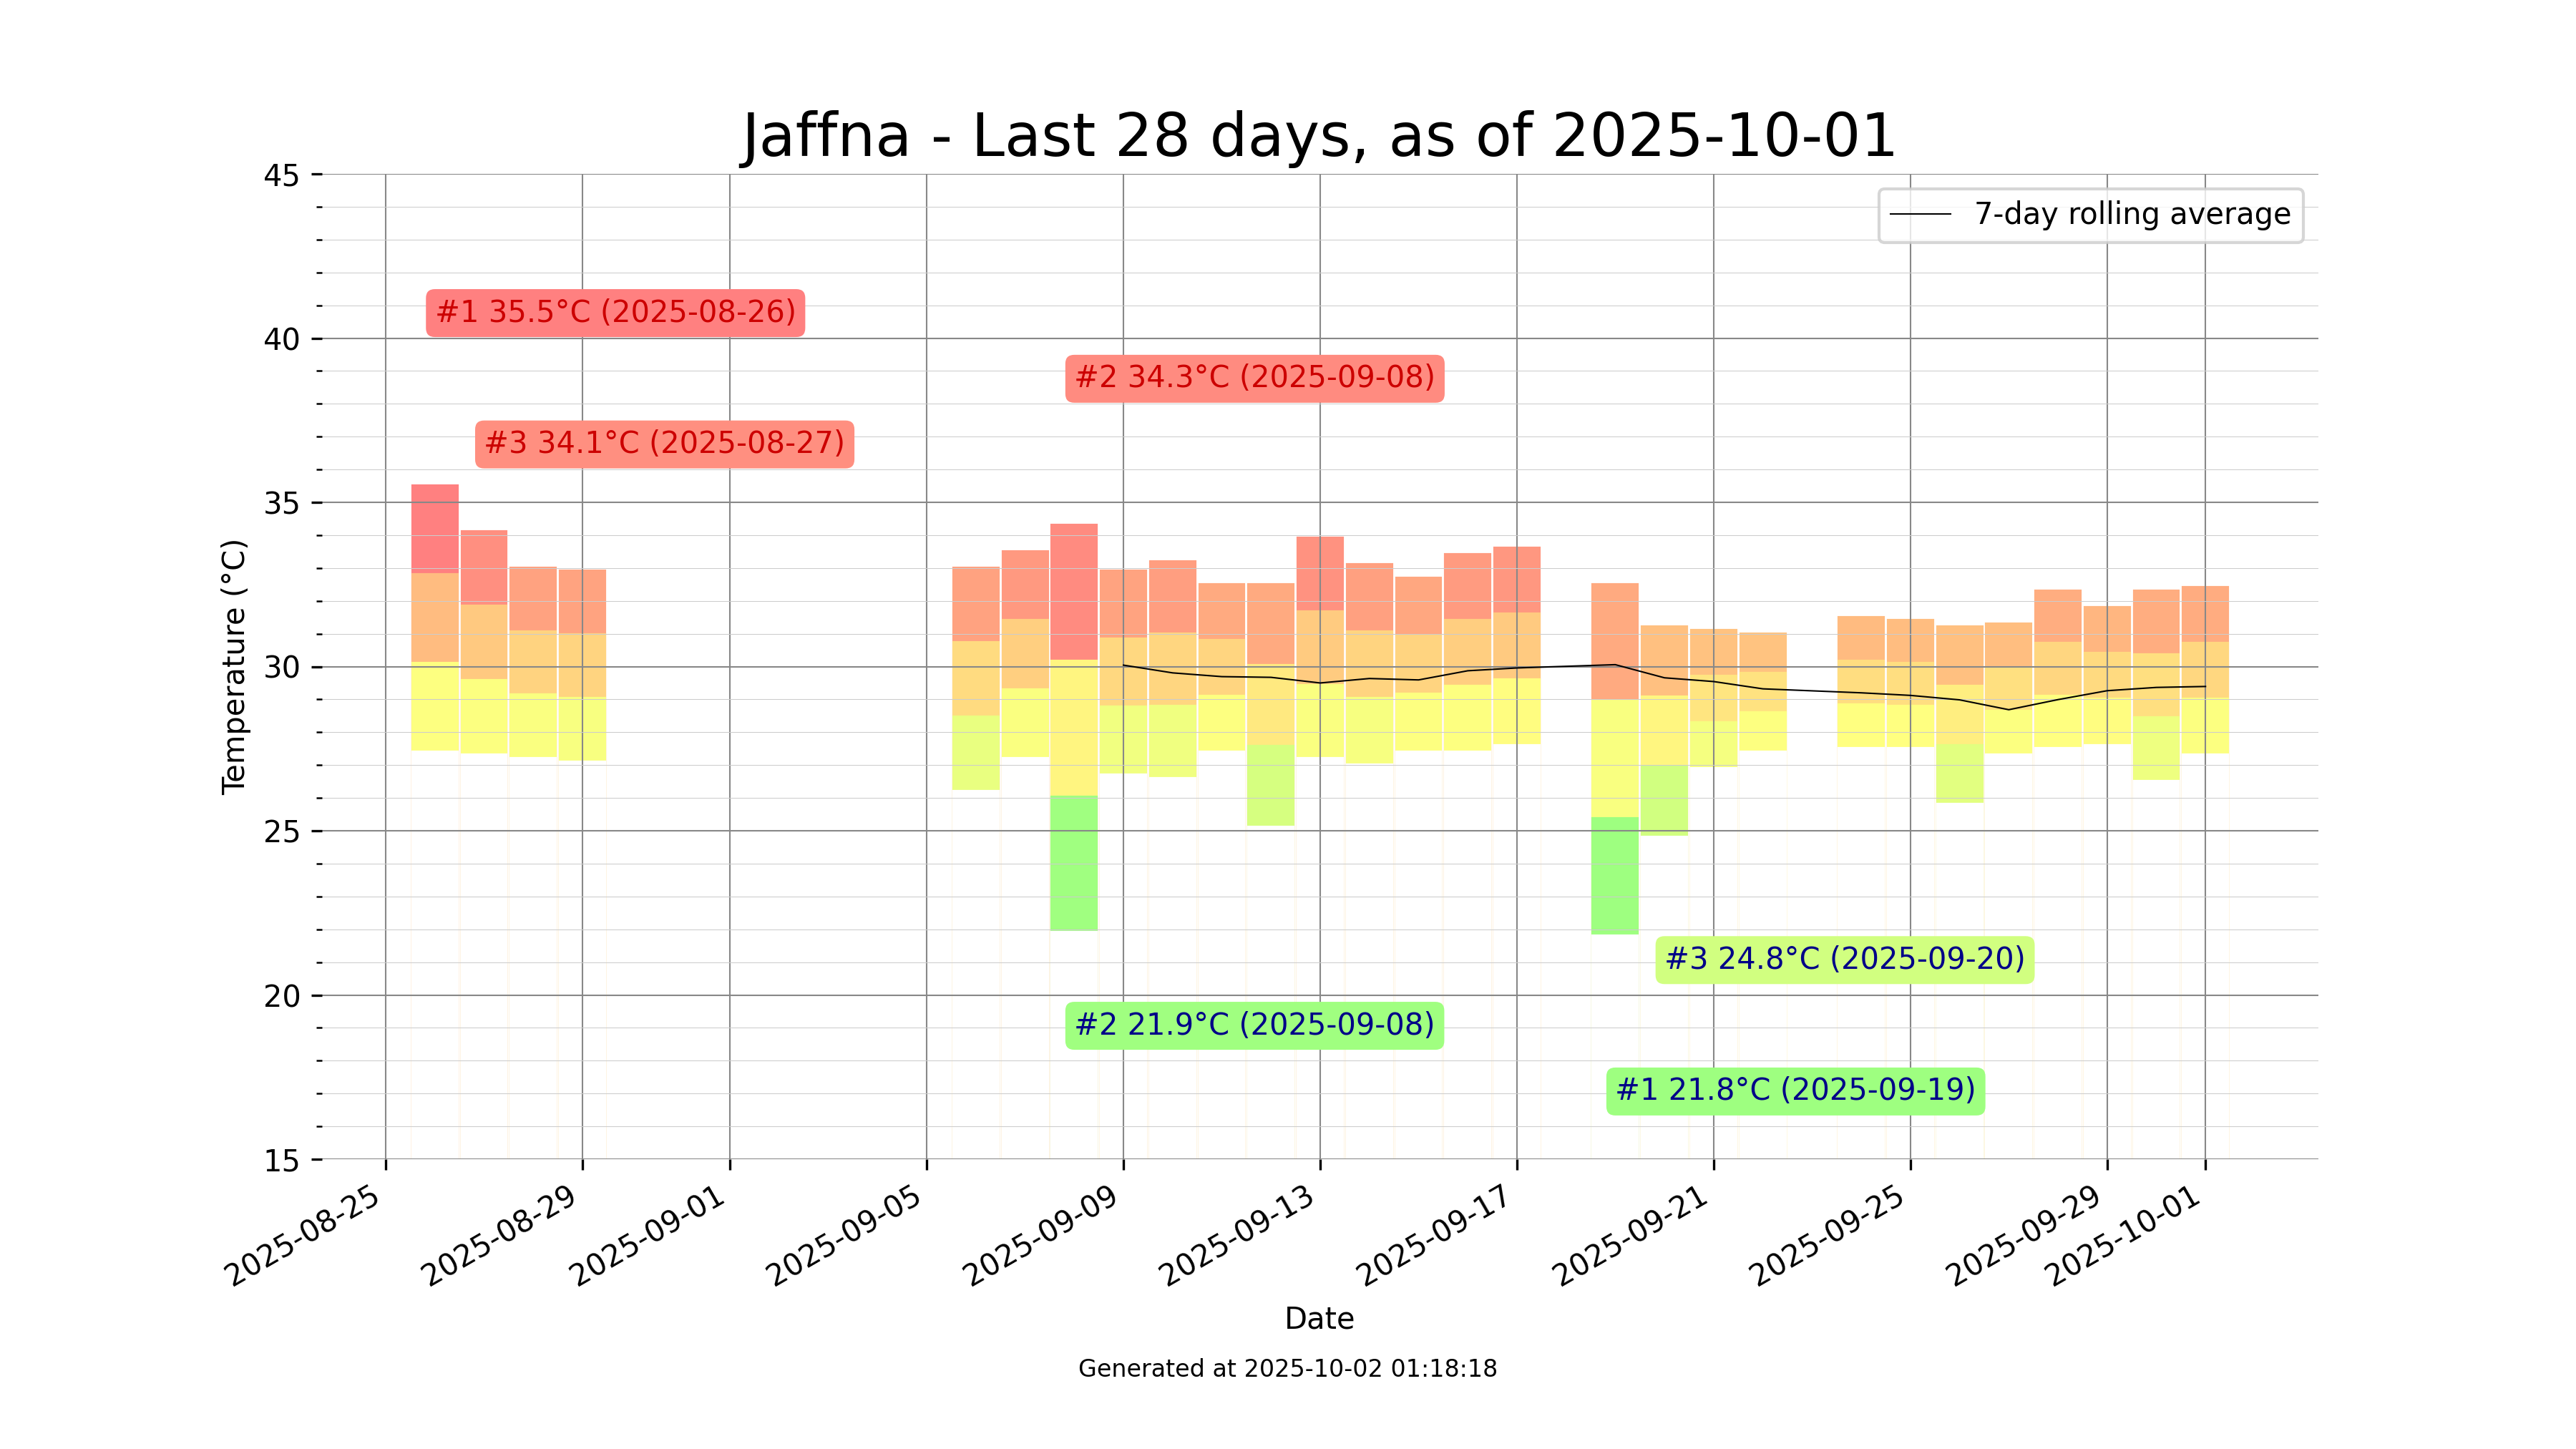 Jaffna - Last 28 days, as of 2025-10-01
7-day rolling average
#1 35.5°C (2025-08-26)
#2 34.3°C (2025-09-08)
#3 34.1°C (2025-08-27)
#3 24.8°C (2025-09-20)
#2 21.9°C (2025-09-08)
#1 21.8°C (2025-09-19)
Temperature (°C)
45
40
35
30
25
20
15
2025-08-25
2025-08-29
2025-09-01
2025-09-05
2025-09-09
2025-09-13
2025-09-17
2025-09-21
2025-09-25
2025-09-29
2025-10-01
Date
Generated at 2025-10-02 01:18:18